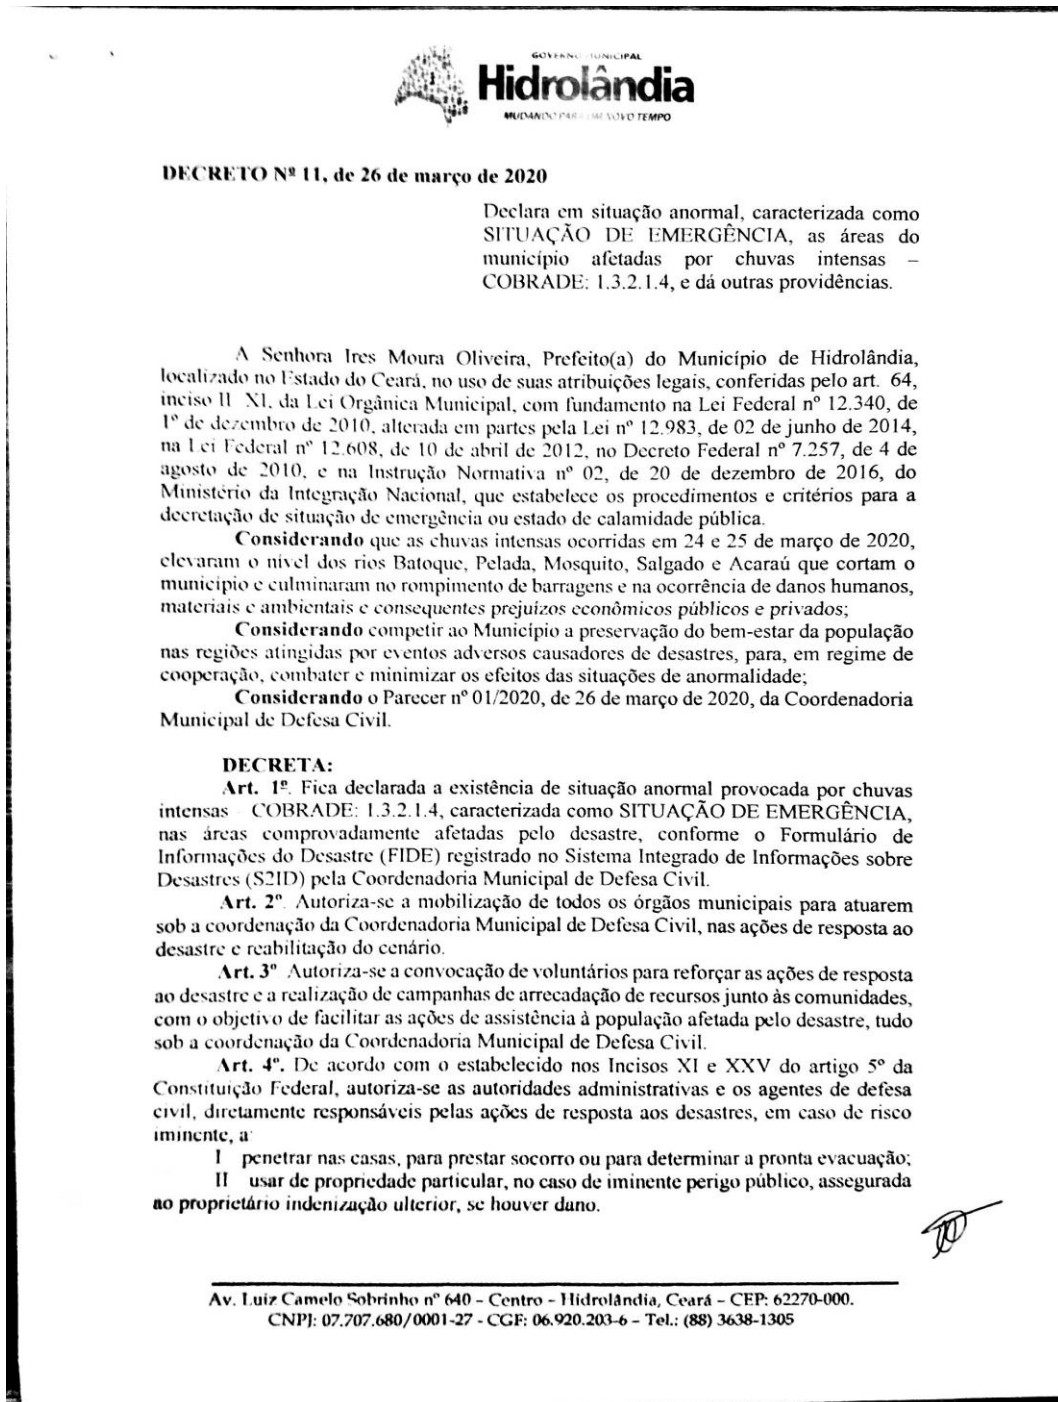 GOVERNO MUNICIPAL
Hidrolândia
MUDANDO PARA UM NOVO TEMPO
DECRETO Nº 11, de 26 de março de 2020
Declara em situação anormal, caracterizada como
SITUAÇÃO DE EMERGÊNCIA, as áreas do
município afetadas por chuvas intensas –
COBRADE: 1.3.2.1.4, e dá outras providências.
A Senhora Ires Moura Oliveira, Prefeito(a) do Município de Hidrolândia,
localizado no Estado do Ceará, no uso de suas atribuições legais, conferidas pelo art. 64,
inciso II XI, da Lei Orgânica Municipal, com fundamento na Lei Federal nº 12.340, de
1º de dezembro de 2010, alterada em partes pela Lei nº 12.983, de 02 de junho de 2014,
na Lei Federal nº 12.608, de 10 de abril de 2012, no Decreto Federal nº 7.257, de 4 de
agosto de 2010, e na Instrução Normativa nº 02, de 20 de dezembro de 2016, do
Ministério da Integração Nacional, que estabelece os procedimentos e critérios para a
decretação de situação de emergência ou estado de calamidade pública.
Considerando que as chuvas intensas ocorridas em 24 e 25 de março de 2020,
elevaram o nível dos rios Batoque, Pelada, Mosquito, Salgado e Acaraú que cortam o
município e culminaram no rompimento de barragens e na ocorrência de danos humanos,
materiais e ambientais e consequentes prejuízos econômicos públicos e privados;
Considerando competir ao Município a preservação do bem-estar da população
nas regiões atingidas por eventos adversos causadores de desastres, para, em regime de
cooperação, combater e minimizar os efeitos das situações de anormalidade;
Considerando o Parecer nº 01/2020, de 26 de março de 2020, da Coordenadoria
Municipal de Defesa Civil.
DECRETA:
Art. 1º. Fica declarada a existência de situação anormal provocada por chuvas
intensas COBRADE: 1.3.2.1.4, caracterizada como SITUAÇÃO DE EMERGÊNCIA,
nas áreas comprovadamente afetadas pelo desastre, conforme o Formulário de
Informações do Desastre (FIDE) registrado no Sistema Integrado de Informações sobre
Desastres (S2ID) pela Coordenadoria Municipal de Defesa Civil.
Art. 2º. Autoriza-se a mobilização de todos os órgãos municipais para atuarem
sob a coordenação da Coordenadoria Municipal de Defesa Civil, nas ações de resposta ao
desastre e reabilitação do cenário.
Art. 3º Autoriza-se a convocação de voluntários para reforçar as ações de resposta
ao desastre e a realização de campanhas de arrecadação de recursos junto às comunidades,
com o objetivo de facilitar as ações de assistência à população afetada pelo desastre, tudo
sob a coordenação da Coordenadoria Municipal de Defesa Civil.
Art. 4º. De acordo com o estabelecido nos Incisos XI e XXV do artigo 5º da
Constituição Federal, autoriza-se as autoridades administrativas e os agentes de defesa
civil, diretamente responsáveis pelas ações de resposta aos desastres, em caso de risco
iminente, a:
I penetrar nas casas, para prestar socorro ou para determinar a pronta evacuação;
II usar de propriedade particular, no caso de iminente perigo público, assegurada
ao proprietário indenização ulterior, se houver dano.
Av. Luiz Camelo Sobrinho nº 640 – Centro – Hidrolândia, Ceará – CEP: 62270-000.
CNPJ: 07.707.680/0001-27 - CGF: 06.920.203-6 – Tel.: (88) 3638-1305